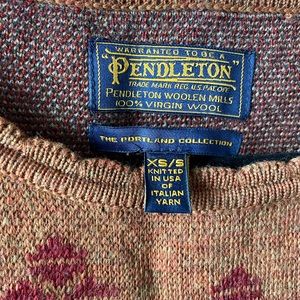 "WARRANTED TO BE A
"PENDLETON"
TRADE MARK REG. U.S. PAT. OFF.
PENDLETON WOOLEN MILLS
100% VIRGIN WOOL
THE PORTLAND COLLECTION
XS/S
KNITTED
IN USA
OF
ITALIAN
YARN